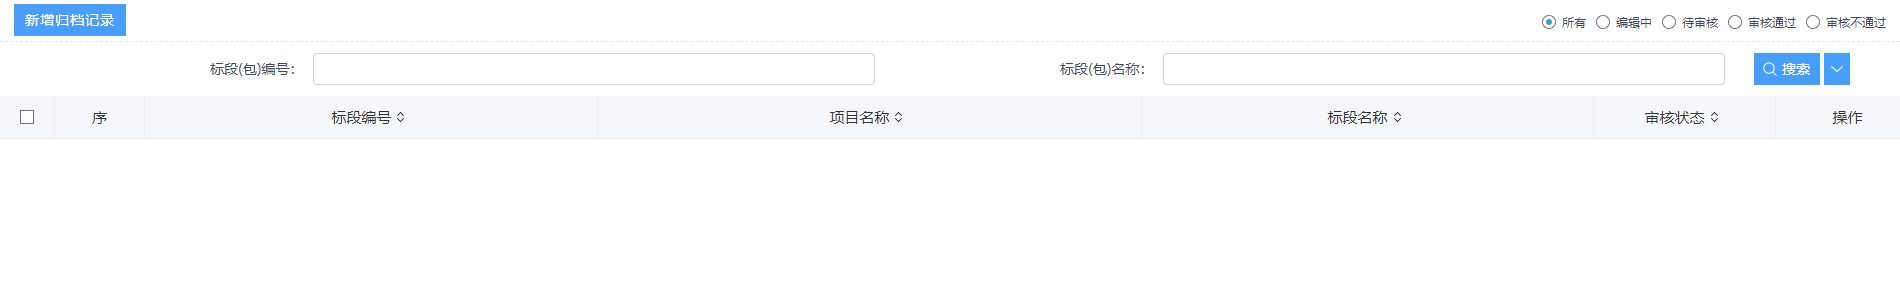 新增归档记录 所有 编辑中 待审核 审核通过 审核不通过
标段(包)编号： 标段(包)名称： 搜索
序 标段编号 项目名称 标段名称 审核状态 操作